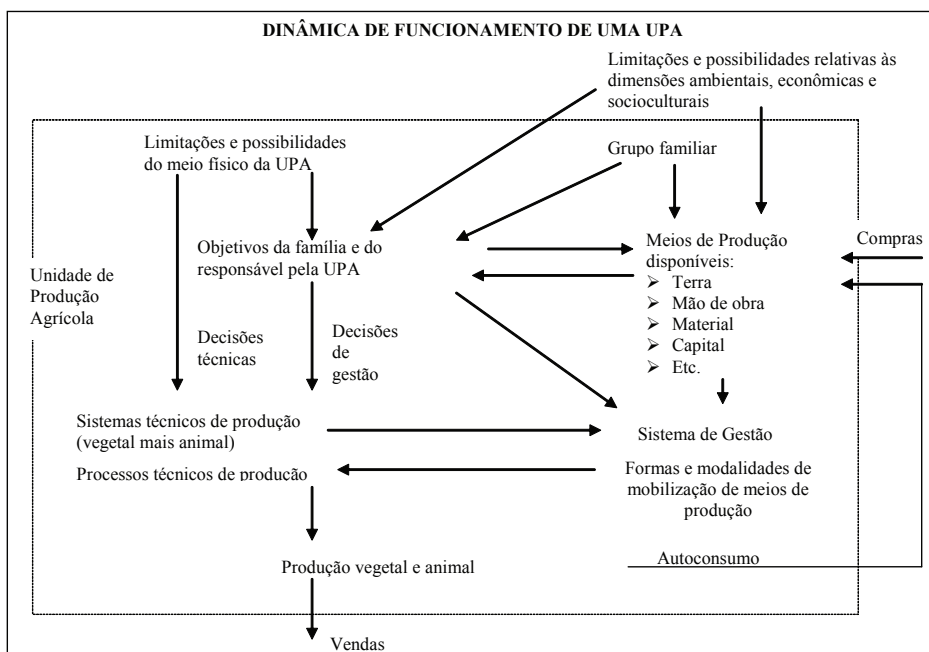 DINÂMICA DE FUNCIONAMENTO DE UMA UPA
Limitações e possibilidades relativas às
dimensões ambientais, econômicas e
socioculturais
Limitações e possibilidades
do meio físico da UPA
Grupo familiar
Objetivos da família e do
responsável pela UPA
Meios de Produção
disponíveis:
➢ Terra
➢ Mão de obra
➢ Material
➢ Capital
➢ Etc.
Compras
Unidade de
Produção
Agrícola
Decisões
técnicas
Decisões
de
gestão
Sistemas técnicos de produção
(vegetal mais animal)
Processos técnicos de produção
Sistema de Gestão
Formas e modalidades de
mobilização de meios de
produção
Produção vegetal e animal
Autoconsumo
Vendas